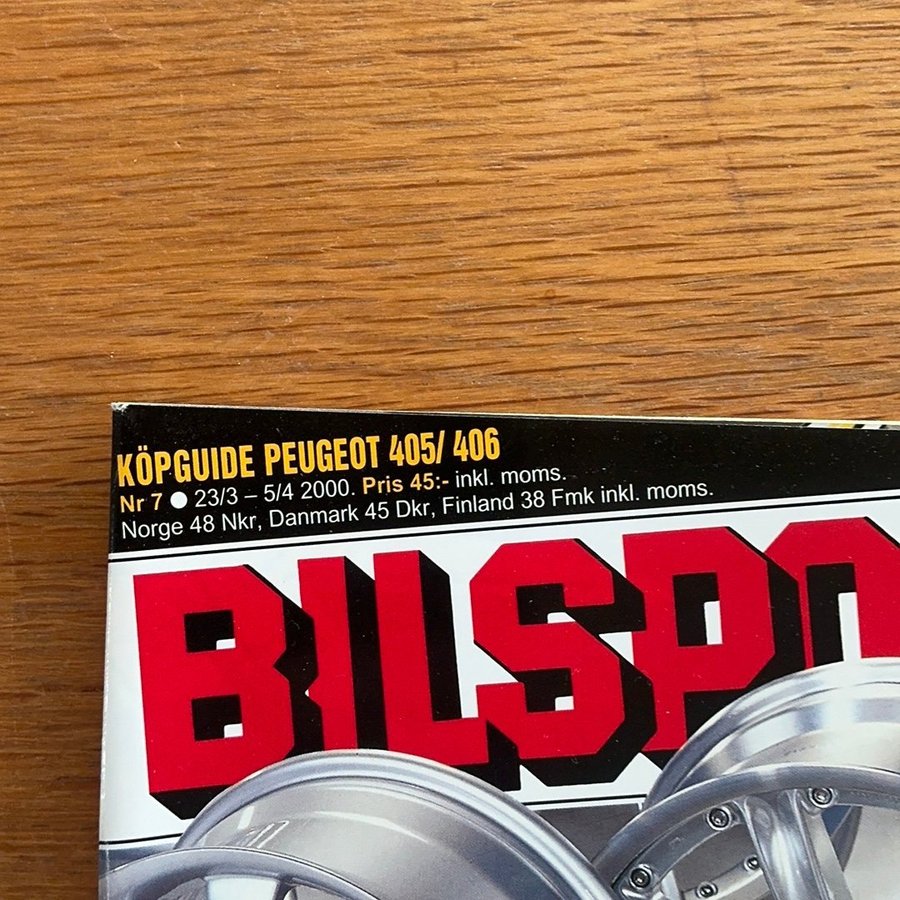 KÖPGUIDE PEUGEOT 405/ 406
Nr 7 ● 23/3 – 5/4 2000. Pris 45:- inkl. moms.
Norge 48 Nkr, Danmark 45 Dkr, Finland 38 Fmk inkl. moms.
BILSPO